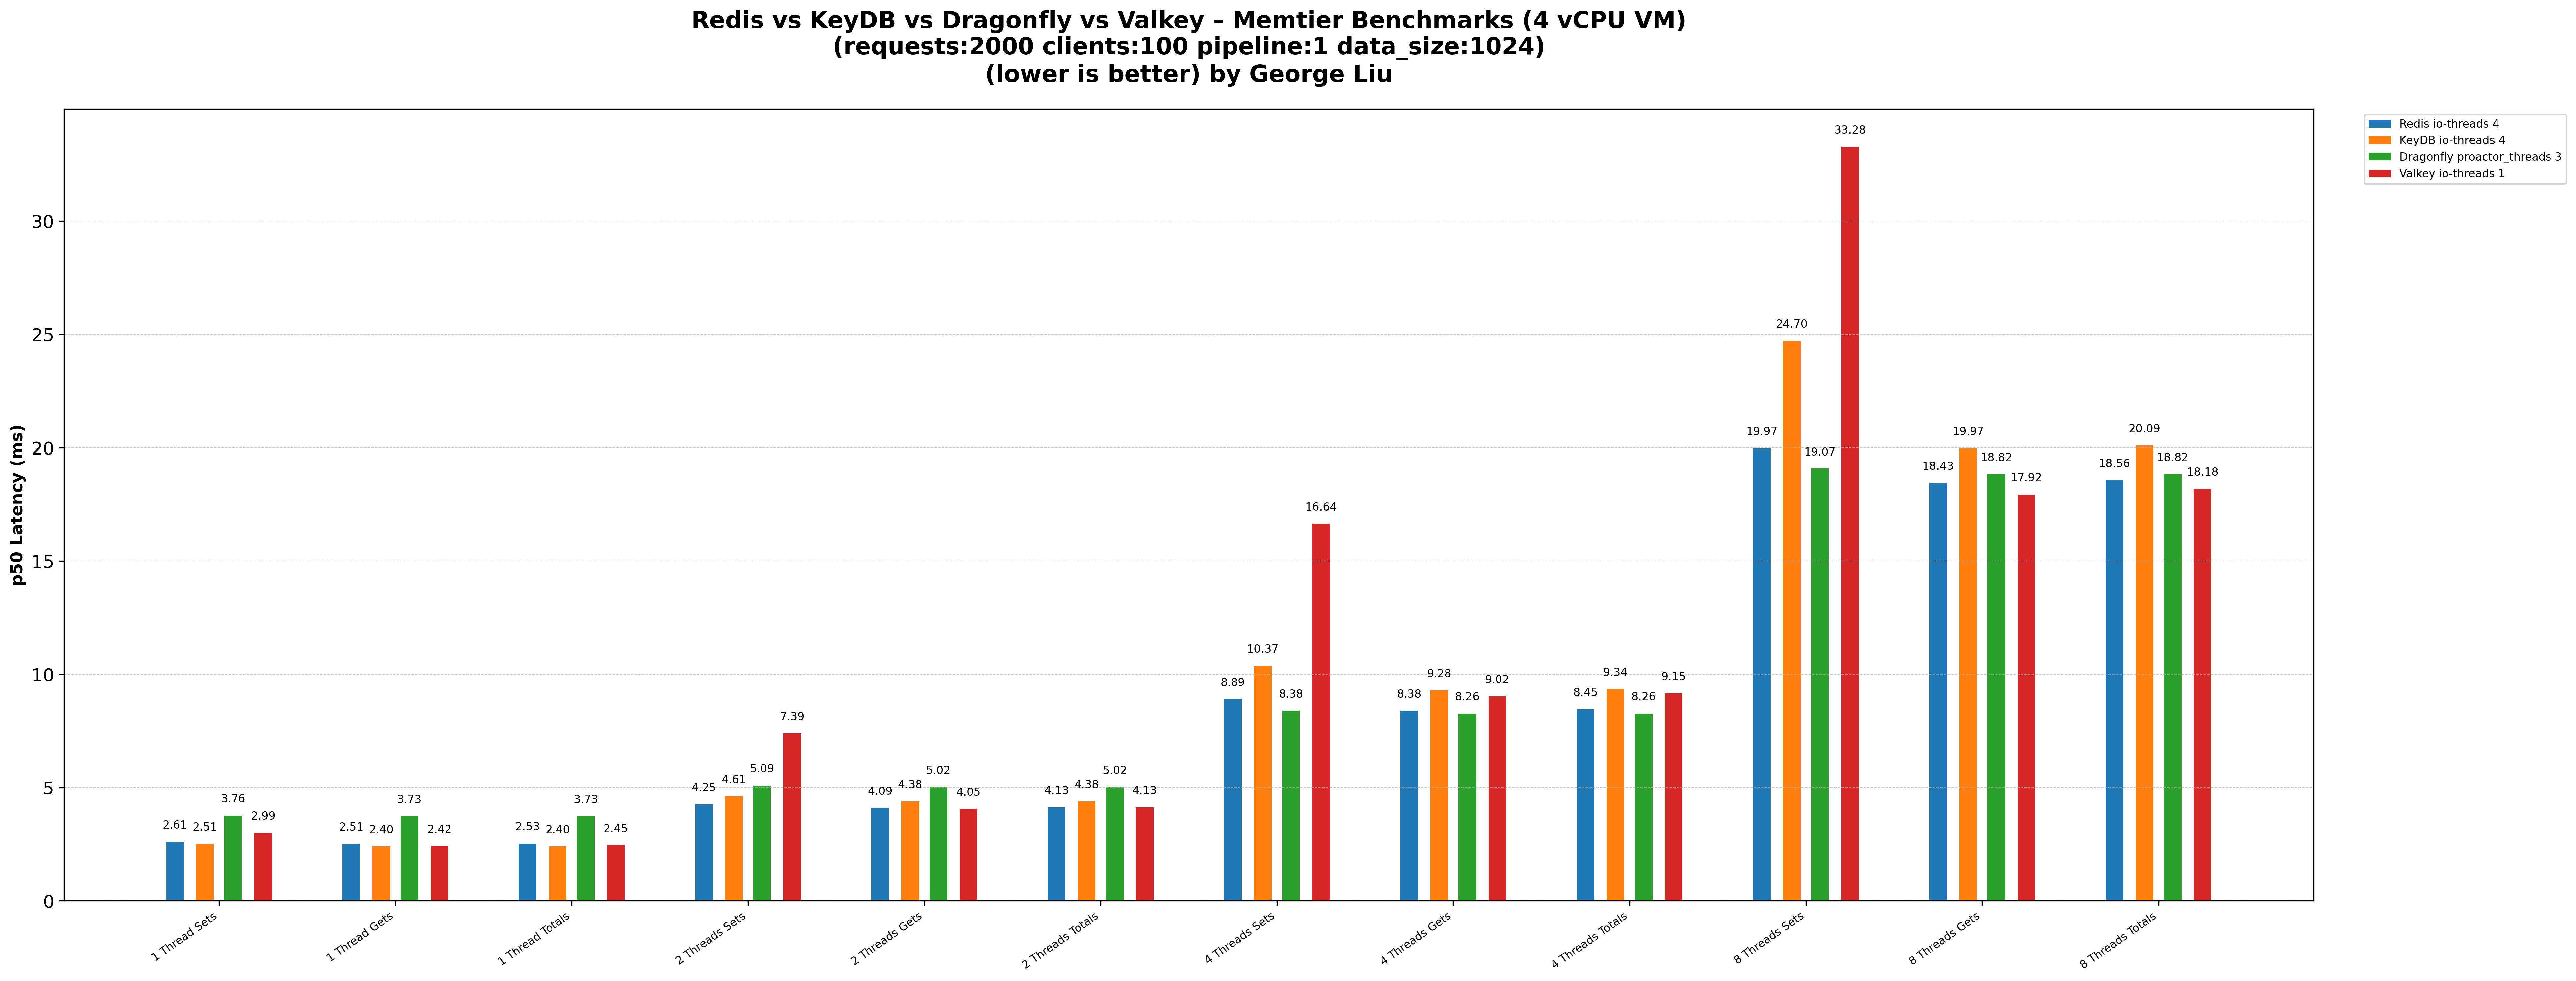 Redis vs KeyDB vs Dragonfly vs Valkey – Memtier Benchmarks (4 vCPU VM)
(requests:2000 clients:100 pipeline:1 data_size:1024)
(lower is better) by George Liu
Redis io-threads 4
KeyDB io-threads 4
Dragonfly proactor_threads 3
Valkey io-threads 1
p50 Latency (ms)
30
25
20
15
10
5
0
2.61
2.51
3.76
2.99
2.51
2.40
3.73
2.42
2.53
2.40
3.73
2.45
4.25
4.61
5.09
7.39
4.09
4.38
5.02
4.05
4.13
4.38
5.02
4.13
8.89
10.37
8.38
16.64
8.38
9.28
8.26
9.02
8.45
9.34
8.26
9.15
19.97
24.70
19.07
33.28
18.43
19.97
18.82
17.92
18.56
20.09
18.82
18.18
1 Thread Sets
1 Thread Gets
1 Thread Totals
2 Threads Sets
2 Threads Gets
2 Threads Totals
4 Threads Sets
4 Threads Gets
4 Threads Totals
8 Threads Sets
8 Threads Gets
8 Threads Totals